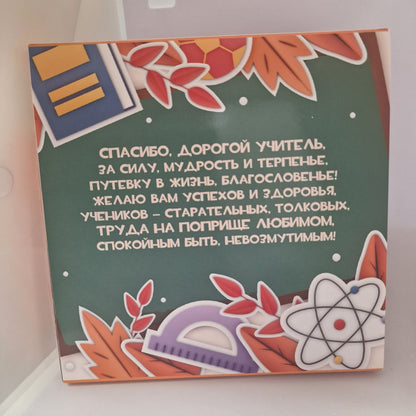 СПАСИБО, ДОРОГОЙ УЧИТЕЛЬ,
ЗА СИЛУ, МУДРОСТЬ И ТЕРПЕНЬЕ,
ПУТЕВКУ В ЖИЗНЬ, БЛАГОСЛОВЕНЬЕ!
ЖЕЛАЮ ВАМ УСПЕХОВ И ЗДОРОВЬЯ,
УЧЕНИКОВ – СТАРАТЕЛЬНЫХ, ТОЛКОВЫХ,
ТРУДА НА ПОПРИЩЕ ЛЮБИМОМ,
СПОКОЙНЫМ БЫТЬ, НЕВОЗМУТИМЫМ!